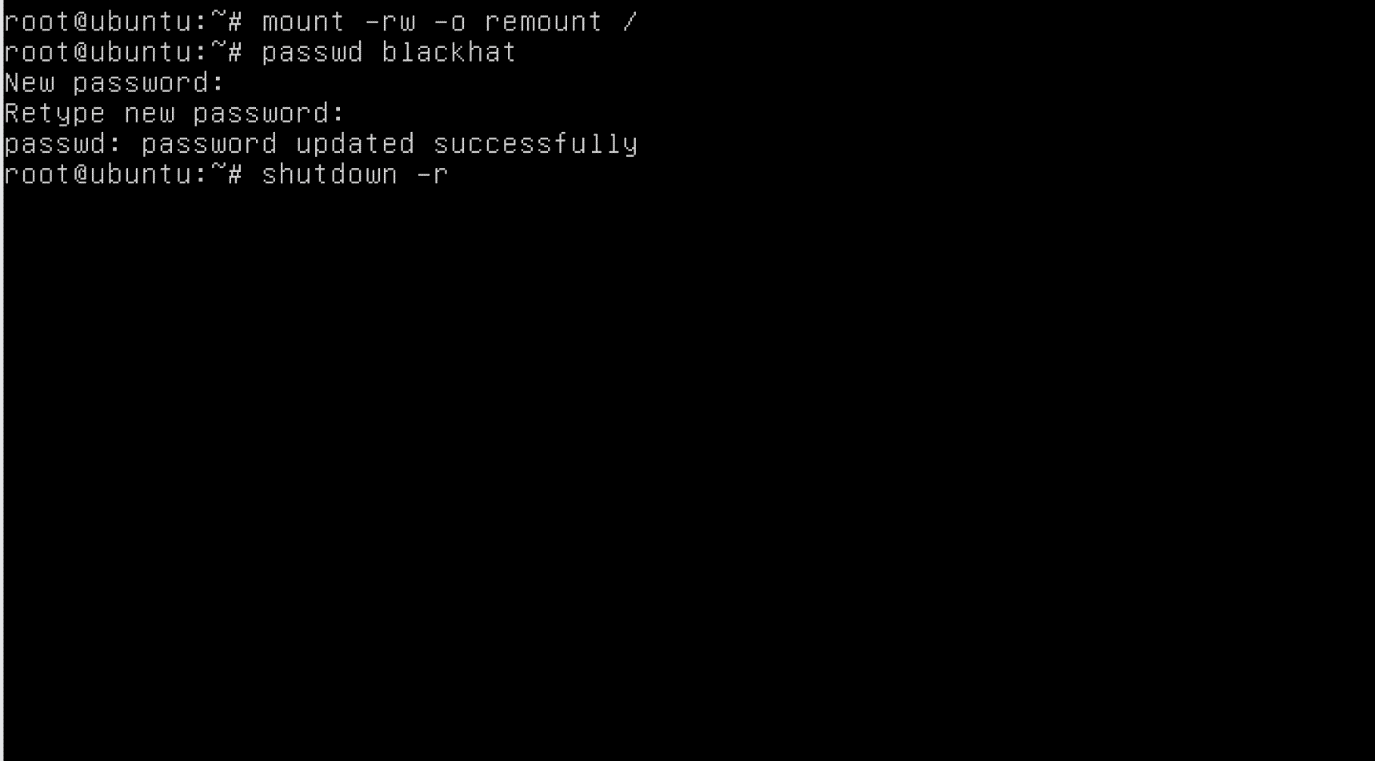 root@ubuntu:~# mount -rw -o remount /
root@ubuntu:~# passwd blackhat
New password:
Retype new password:
passwd: password updated successfully
root@ubuntu:~# shutdown -r